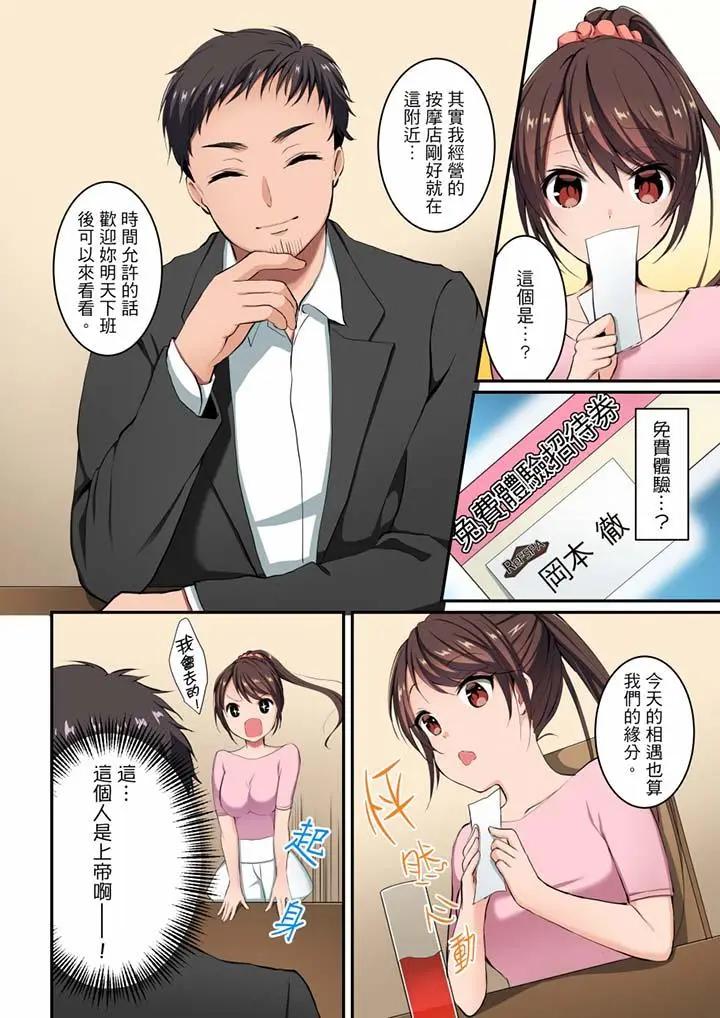 這個是…？
其實我經營的
按摩店剛好就在
這附近…
時間允許的話
歡迎妳明天下班
後可以來看看。
免費體驗…？
免費體驗招待券
REFSPA
岡本 徹
今天的相遇也算
我們的緣分。
怦然心動
我會去的！
起身
這…
這個人是上帝啊——！